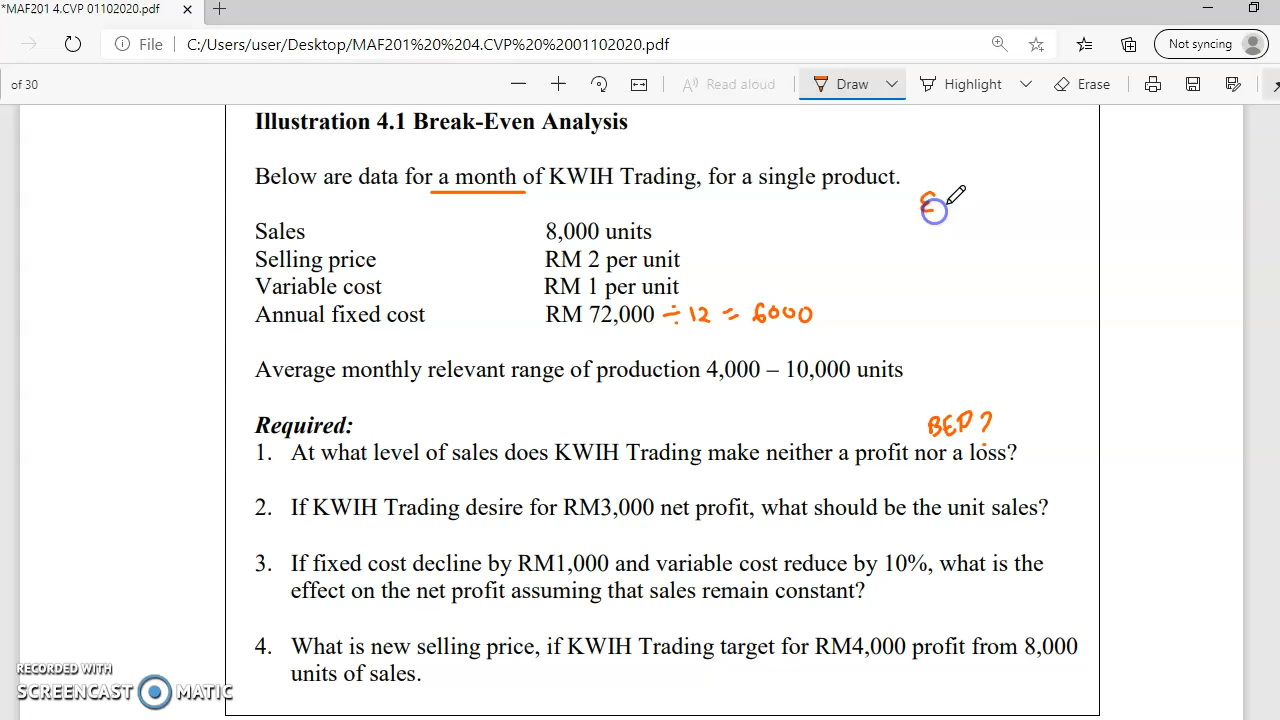 *MAF201 4.CVP 01102020.pdf
File C:/Users/user/Desktop/MAF201%20%204.CVP%20%2001102020.pdf Not syncing
of 30 Read aloud Draw Highlight Erase
Illustration 4.1 Break-Even Analysis
Below are data for a month of KWIH Trading, for a single product.
Sales 8,000 units
Selling price RM 2 per unit
Variable cost RM 1 per unit
Annual fixed cost RM 72,000 ÷ 12 = 6000
Average monthly relevant range of production 4,000 – 10,000 units
Required:
BEP?
1. At what level of sales does KWIH Trading make neither a profit nor a loss?
2. If KWIH Trading desire for RM3,000 net profit, what should be the unit sales?
3. If fixed cost decline by RM1,000 and variable cost reduce by 10%, what is the
effect on the net profit assuming that sales remain constant?
4. What is new selling price, if KWIH Trading target for RM4,000 profit from 8,000
units of sales.
RECORDED WITH
SCREENCAST MATIC